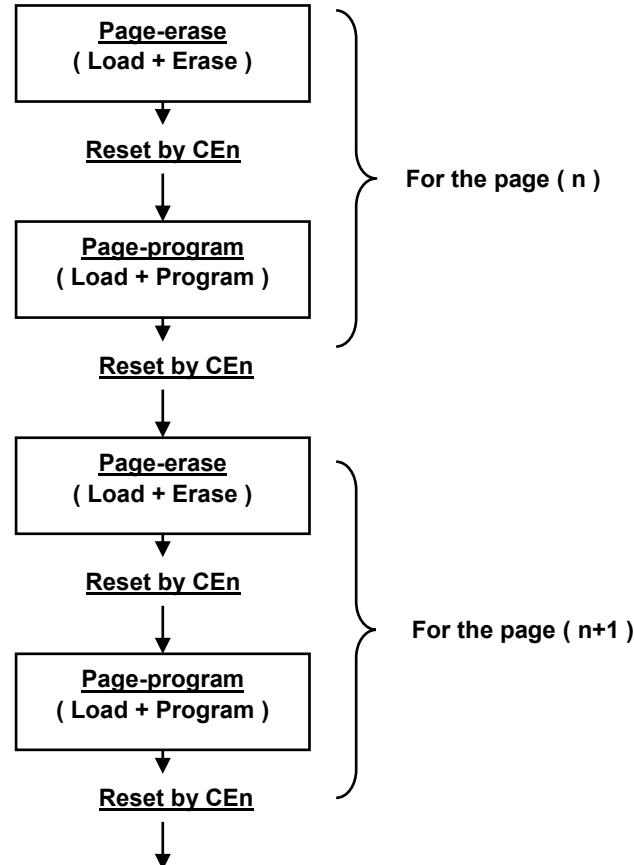 Page-erase
( Load + Erase )
Reset by CEn
For the page ( n )
Page-program
( Load + Program )
Reset by CEn
Page-erase
( Load + Erase )
Reset by CEn
For the page ( n+1 )
Page-program
( Load + Program )
Reset by CEn